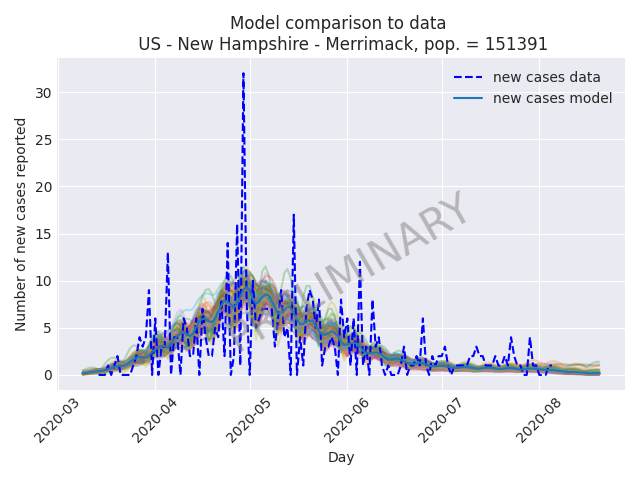 Model comparison to data
US - New Hampshire - Merrimack, pop. = 151391
new cases data
new cases model
PRELIMINARY
Number of new cases reported
30
25
20
15
10
5
0
2020-03
2020-04
2020-05
2020-06
2020-07
2020-08
Day